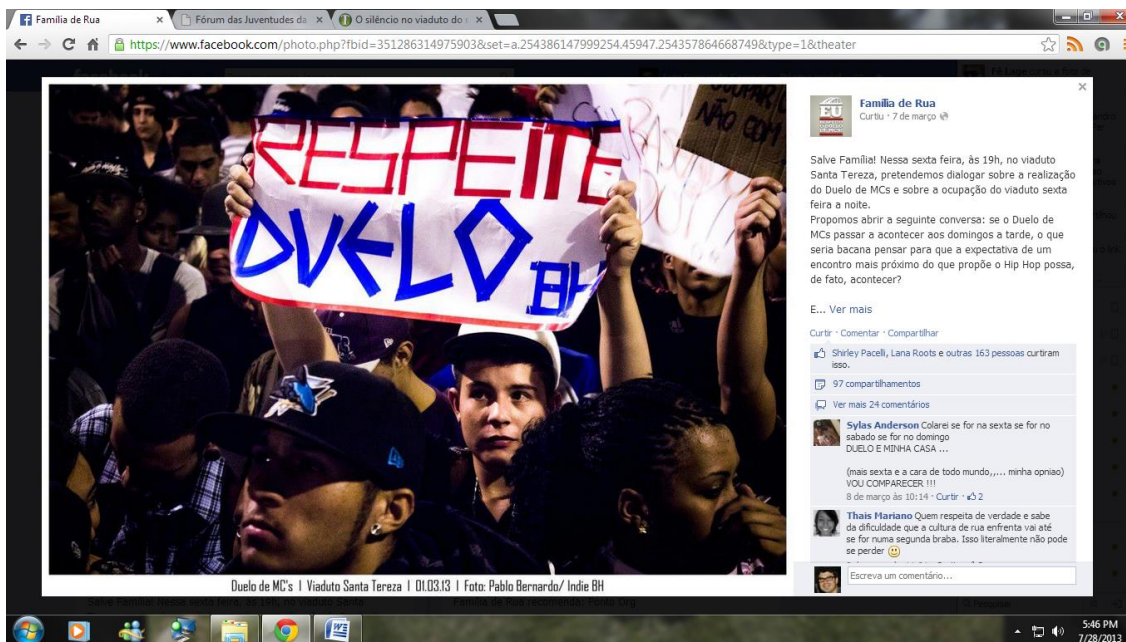 Família de Rua
Fórum das Juventudes da
O silêncio no viaduto do
https://www.facebook.com/photo.php?fbid=351286314975903&set=a.254386147999254.45947.254357864668749&type=1&theater
RESPEITE
DUELO BH
NÃO
Duelo de MC's | Viaduto Santa Tereza | 01.03.13 | Foto: Pablo Bernardo/ Indie BH
Família de Rua
Curtiu · 7 de março
Salve Família! Nessa sexta feira, às 19h, no viaduto
Santa Tereza, pretendemos dialogar sobre a realização
do Duelo de MCs e sobre a ocupação do viaduto sexta
feira a noite.
Propomos abrir a seguinte conversa: se o Duelo de
MCs passar a acontecer aos domingos a tarde, o que
seria bacana pensar para que a expectativa de um
encontro mais próximo do que propõe o Hip Hop possa,
de fato, acontecer?
E... Ver mais
Curtir · Comentar · Compartilhar
Shirley Pacelli, Lana Roots e outras 163 pessoas curtiram
isso.
97 compartilhamentos
Ver mais 24 comentários
Sylas Anderson Colarei se for na sexta se for no
sabado se for no domingo
DUELO E MINHA CASA ...
(mais sexta e a cara de todo mundo,,... minha opniao)
VOU COMPARECER !!!
8 de março às 10:14 · Curtir · 2
Thais Mariano Quem respeita de verdade e sabe
da dificuldade que a cultura de rua enfrenta vai até
se for numa segunda braba. Isso literalmente não pode
se perder
Escreva um comentário...
5:46 PM
7/28/2013